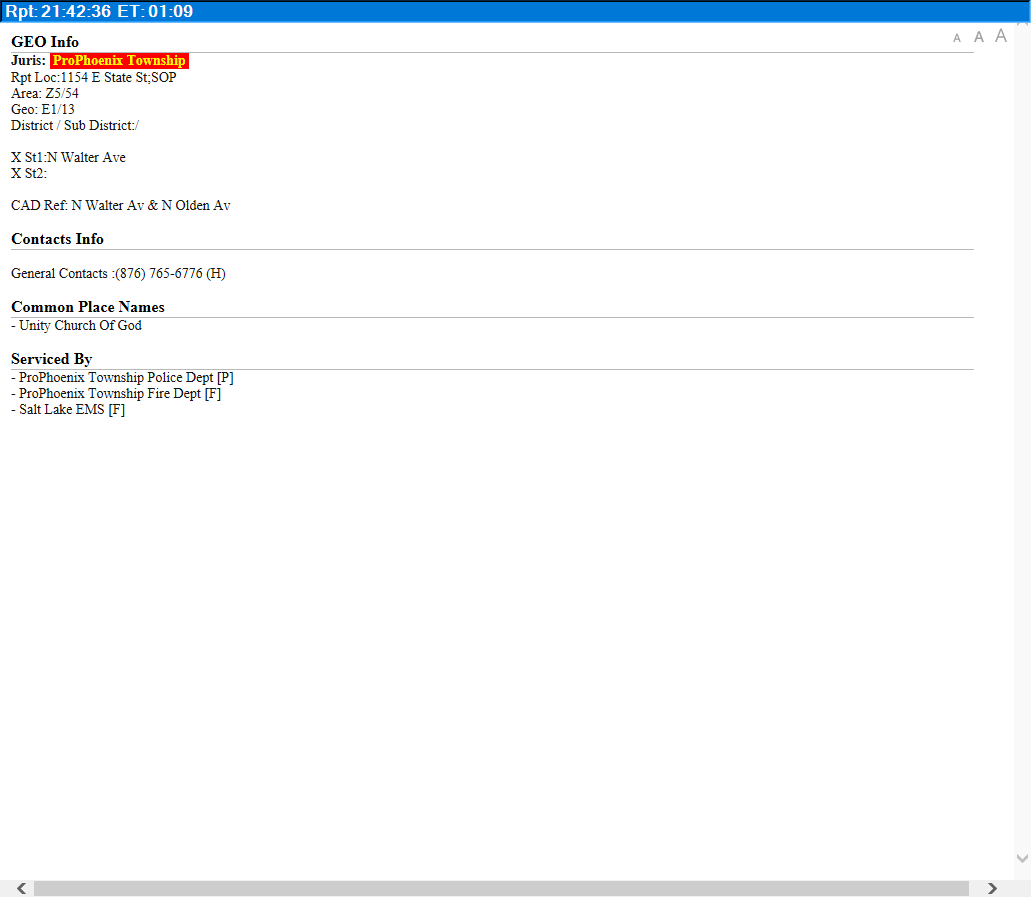 Rpt: 21:42:36 ET: 01:09
A A A
GEO Info
Juris: ProPhoenix Township
Rpt Loc:1154 E State St;SOP
Area: Z5/54
Geo: E1/13
District / Sub District:/
X St1:N Walter Ave
X St2:
CAD Ref: N Walter Av & N Olden Av
Contacts Info
General Contacts :(876) 765-6776 (H)
Common Place Names
- Unity Church Of God
Serviced By
- ProPhoenix Township Police Dept [P]
- ProPhoenix Township Fire Dept [F]
- Salt Lake EMS [F]